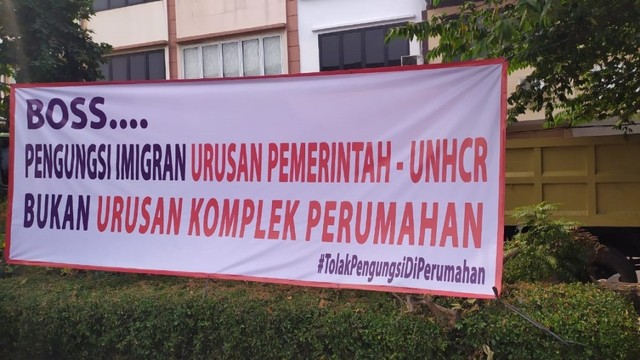 BOSS....
PENGUNGSI IMIGRAN URUSAN PEMERINTAH - UNHCR
BUKAN URUSAN KOMPLEK PERUMAHAN
#TolakPengungsiDiPerumahan